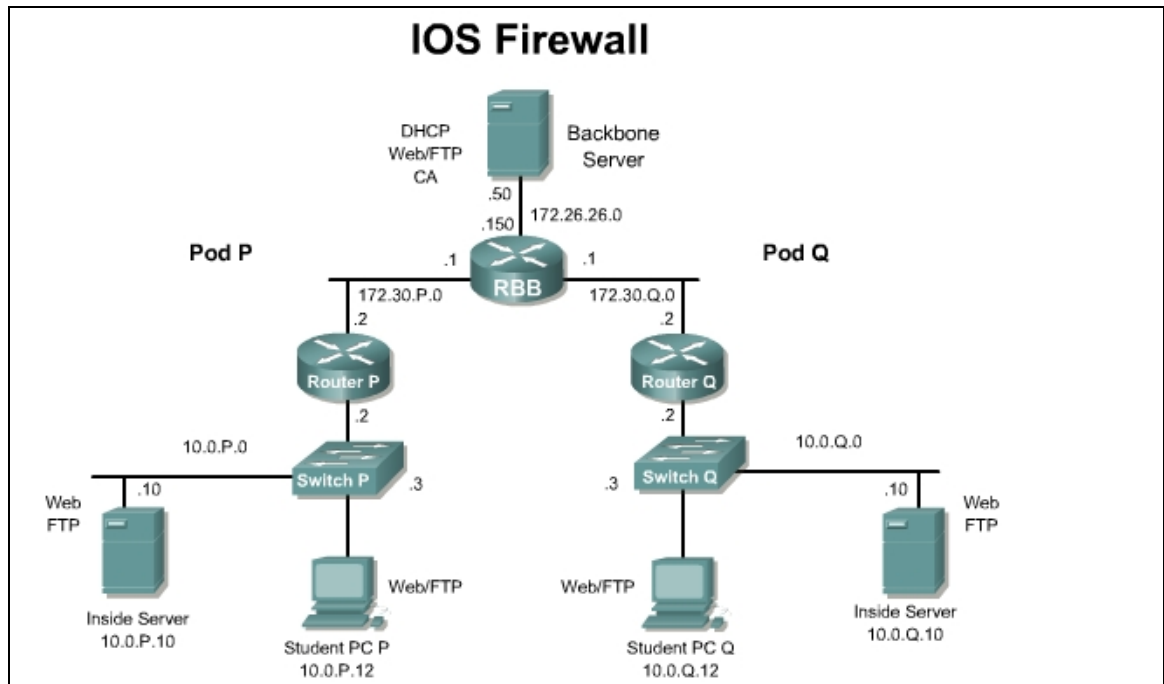 IOS Firewall
DHCP
Web/FTP
CA
Backbone
Server
.50
172.26.26.0
.150
Pod P
Pod Q
.1
.1
RBB
172.30.P.0
172.30.Q.0
.2
.2
Router P
Router Q
.2
.2
10.0.P.0
10.0.Q.0
Switch P
.3
.3
Switch Q
.10
.10
Web
FTP
Web
FTP
Web/FTP
Web/FTP
Inside Server
10.0.P.10
Student PC P
10.0.P.12
Student PC Q
10.0.Q.12
Inside Server
10.0.Q.10